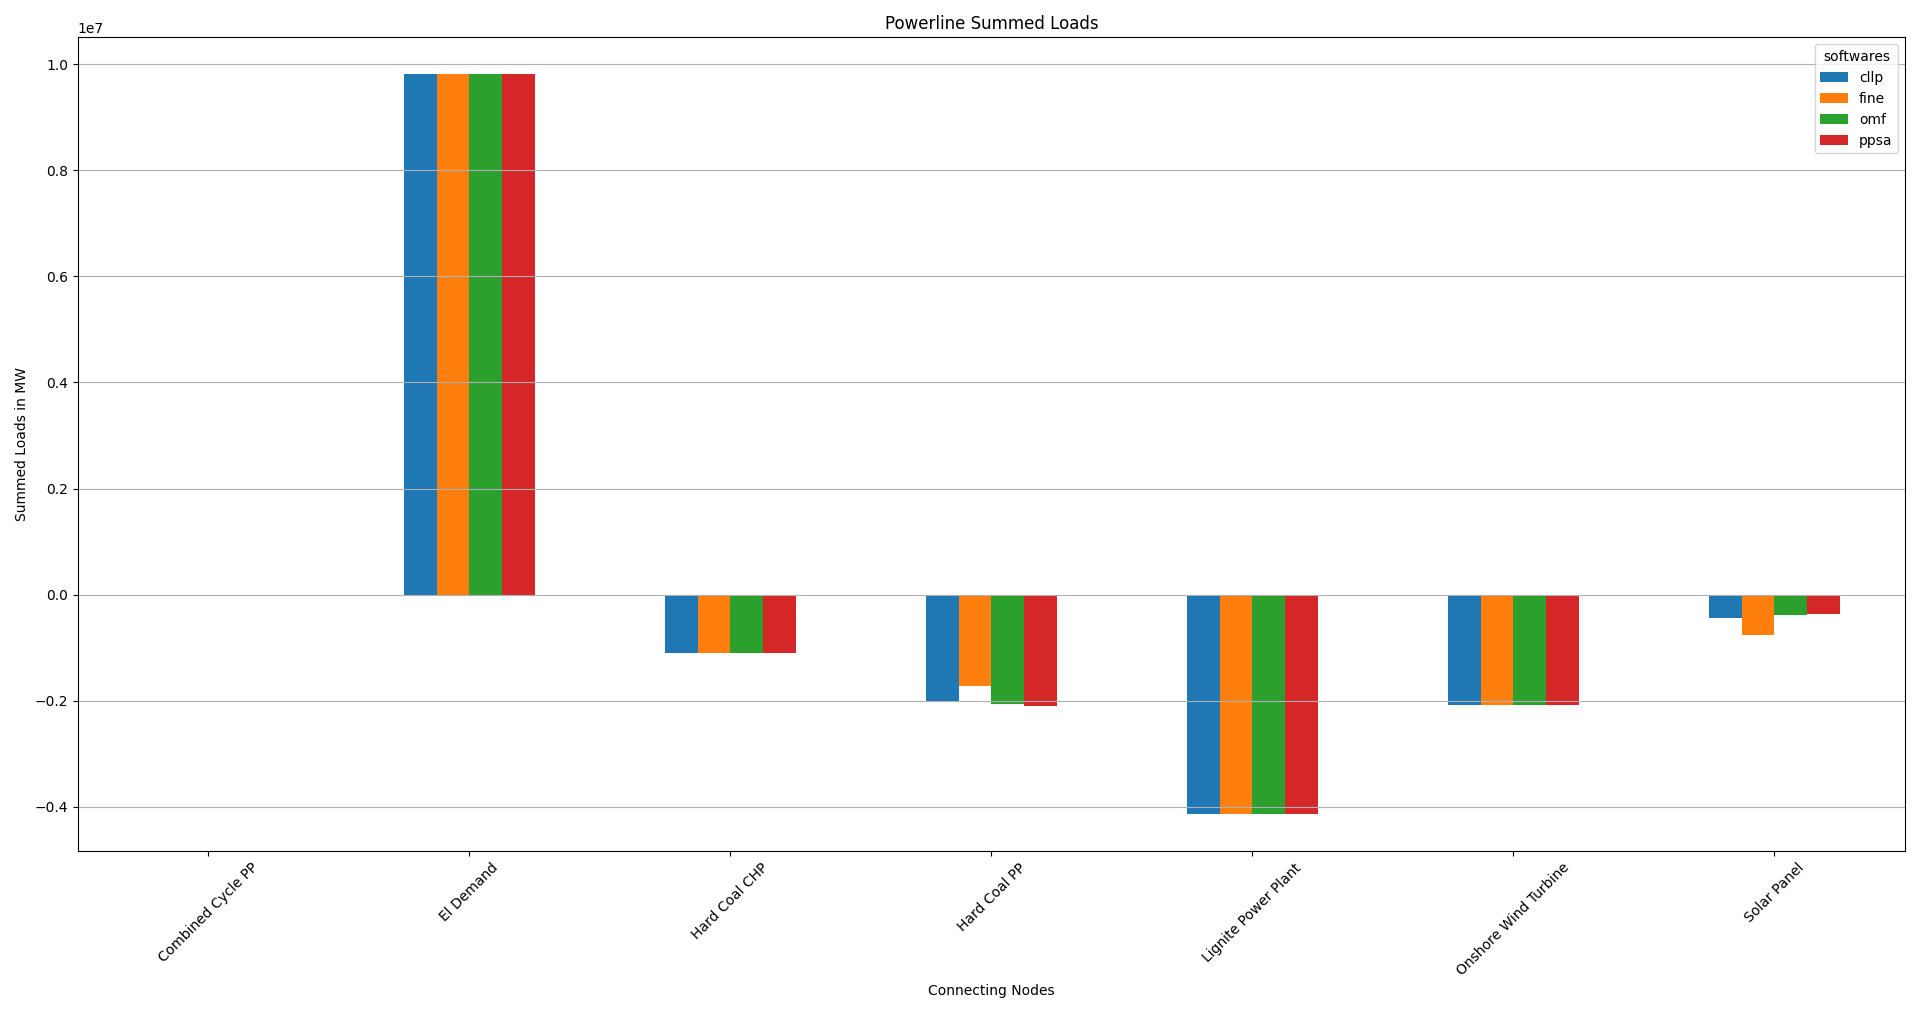 Powerline Summed Loads
1e7
softwares
cllp
fine
omf
ppsa
1.0
0.8
0.6
0.4
0.2
0.0
−0.2
−0.4
Summed Loads in MW
Combined Cycle PP
El Demand
Hard Coal CHP
Hard Coal PP
Lignite Power Plant
Onshore Wind Turbine
Solar Panel
Connecting Nodes